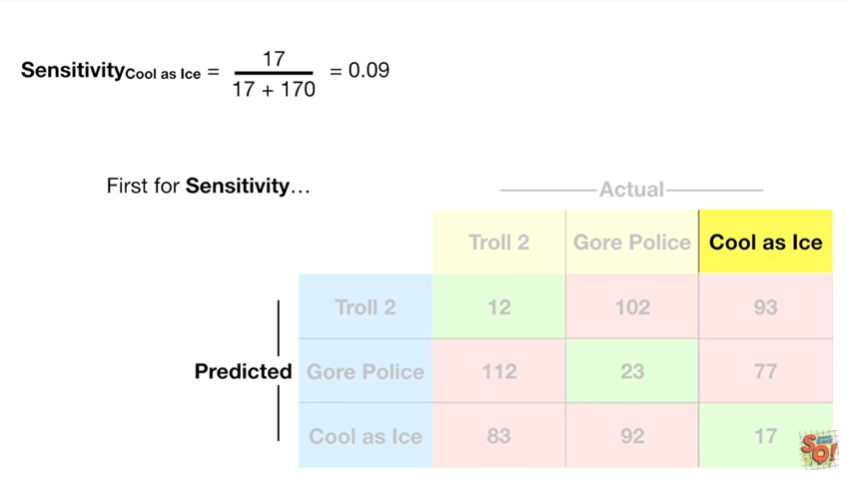 Sensitivity Cool as Ice = 17 / 17 + 170 = 0.09
First for Sensitivity...
Actual
Troll 2 Gore Police Cool as Ice
Troll 2 12 102 93
Predicted Gore Police 112 23 77
Cool as Ice 83 92 17
SQ!